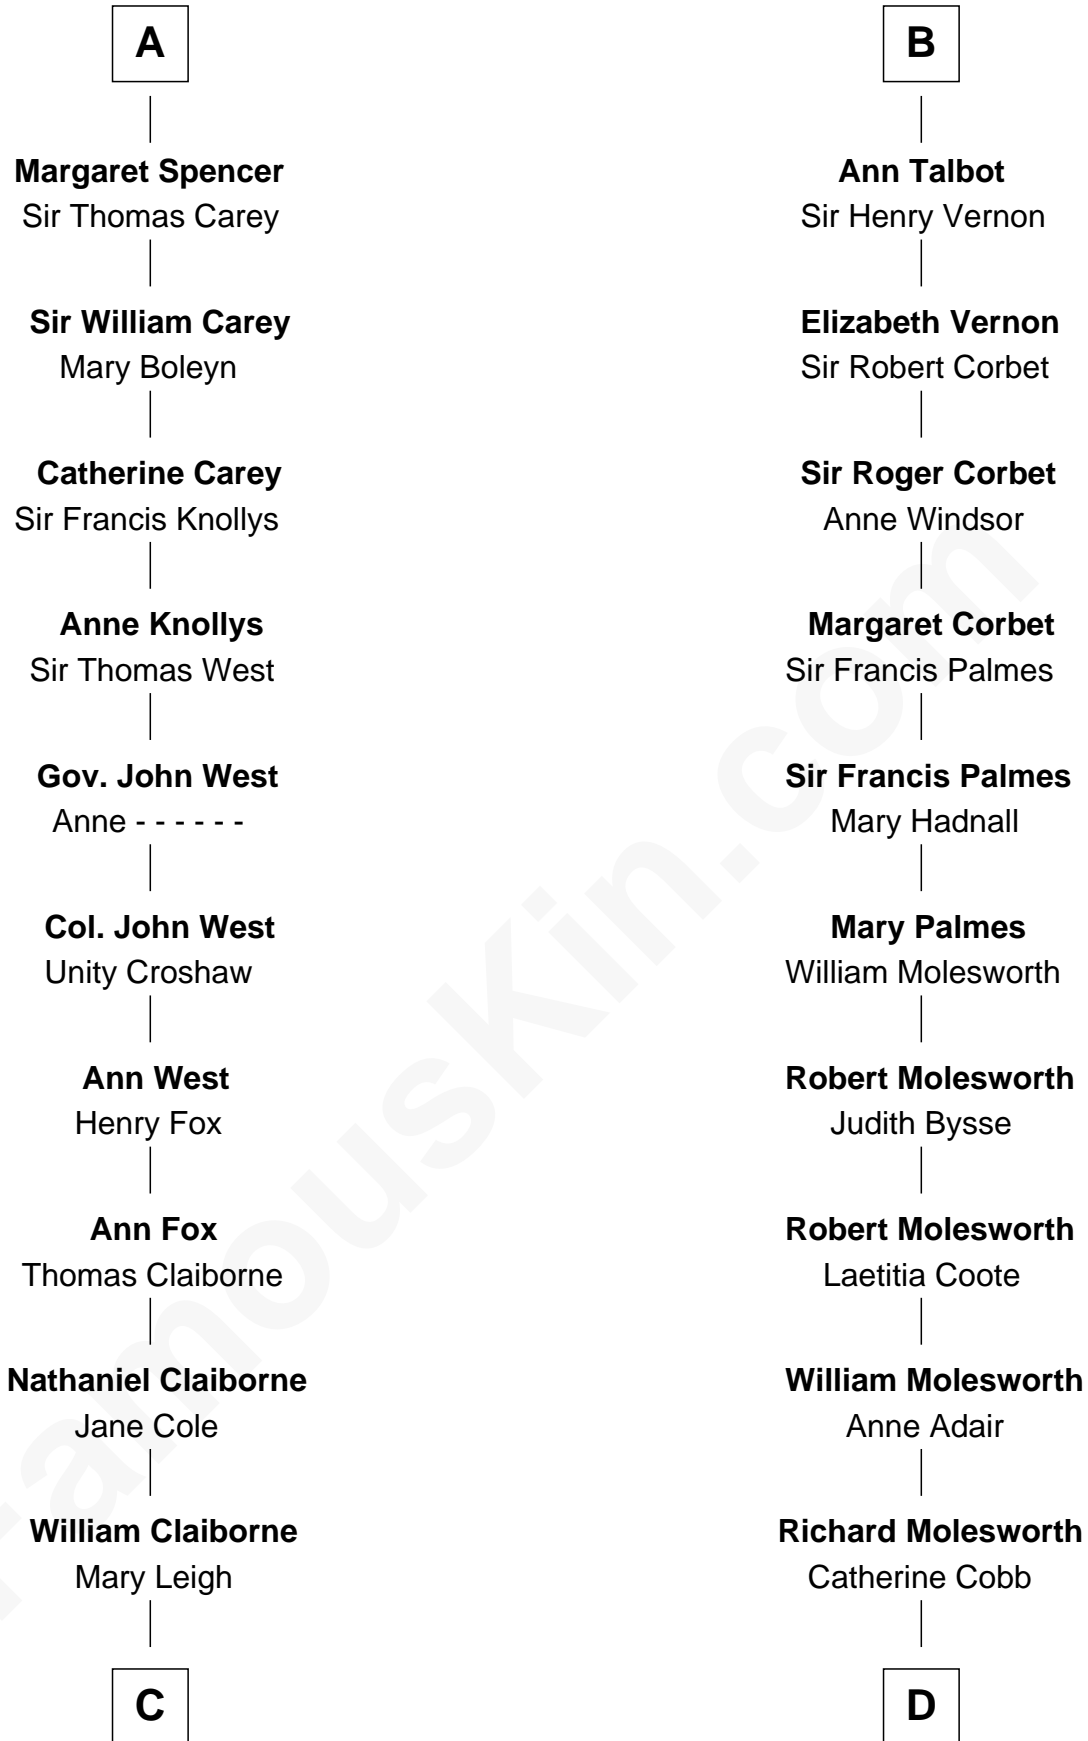 A
Margaret Spencer
Sir Thomas Carey
Sir William Carey
Mary Boleyn
Catherine Carey
Sir Francis Knollys
Anne Knollys
Sir Thomas West
Gov. John West
Anne - - - - - -
Col. John West
Unity Croshaw
Ann West
Henry Fox
Ann Fox
Thomas Claiborne
Nathaniel Claiborne
Jane Cole
William Claiborne
Mary Leigh
C
B
Ann Talbot
Sir Henry Vernon
Elizabeth Vernon
Sir Robert Corbet
Sir Roger Corbet
Anne Windsor
Margaret Corbet
Sir Francis Palmes
Sir Francis Palmes
Mary Hadnall
Mary Palmes
William Molesworth
Robert Molesworth
Judith Bysse
Robert Molesworth
Laetitia Coote
William Molesworth
Anne Adair
Richard Molesworth
Catherine Cobb
D
FamousKin.com